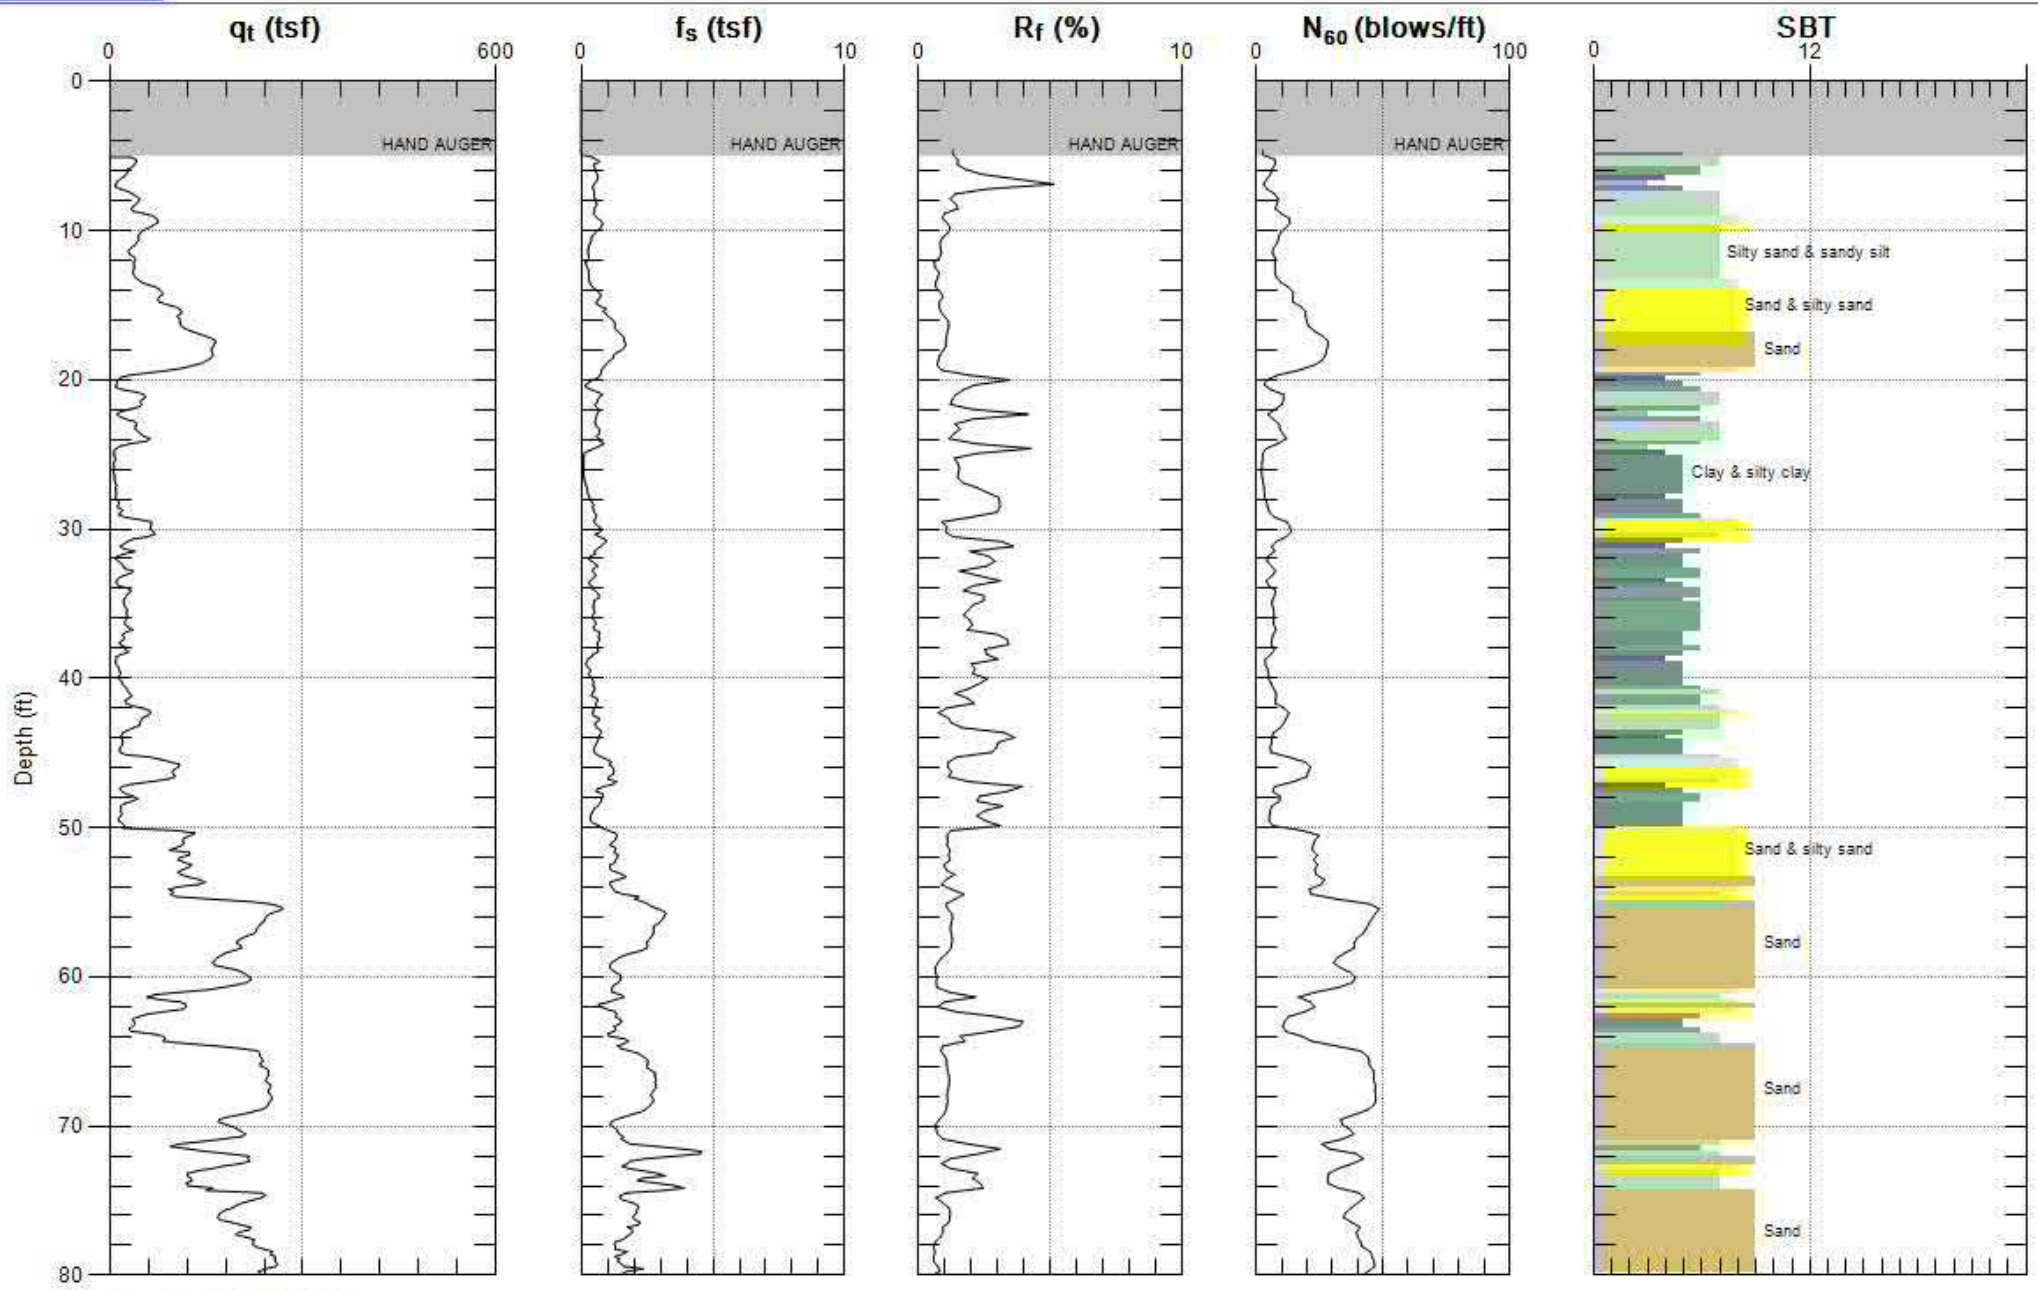 qt (tsf) fs (tsf) Rf (%) N60 (blows/ft) SBT
0 600 0 10 0 10 0 100 0 12
0
HAND AUGER HAND AUGER HAND AUGER HAND AUGER
10
Silty sand & sandy silt
Sand & silty sand
Sand
20
Clay & silty clay
30
40
Depth (ft)
50
Sand & silty sand
Sand
60
Sand
70
Sand
80